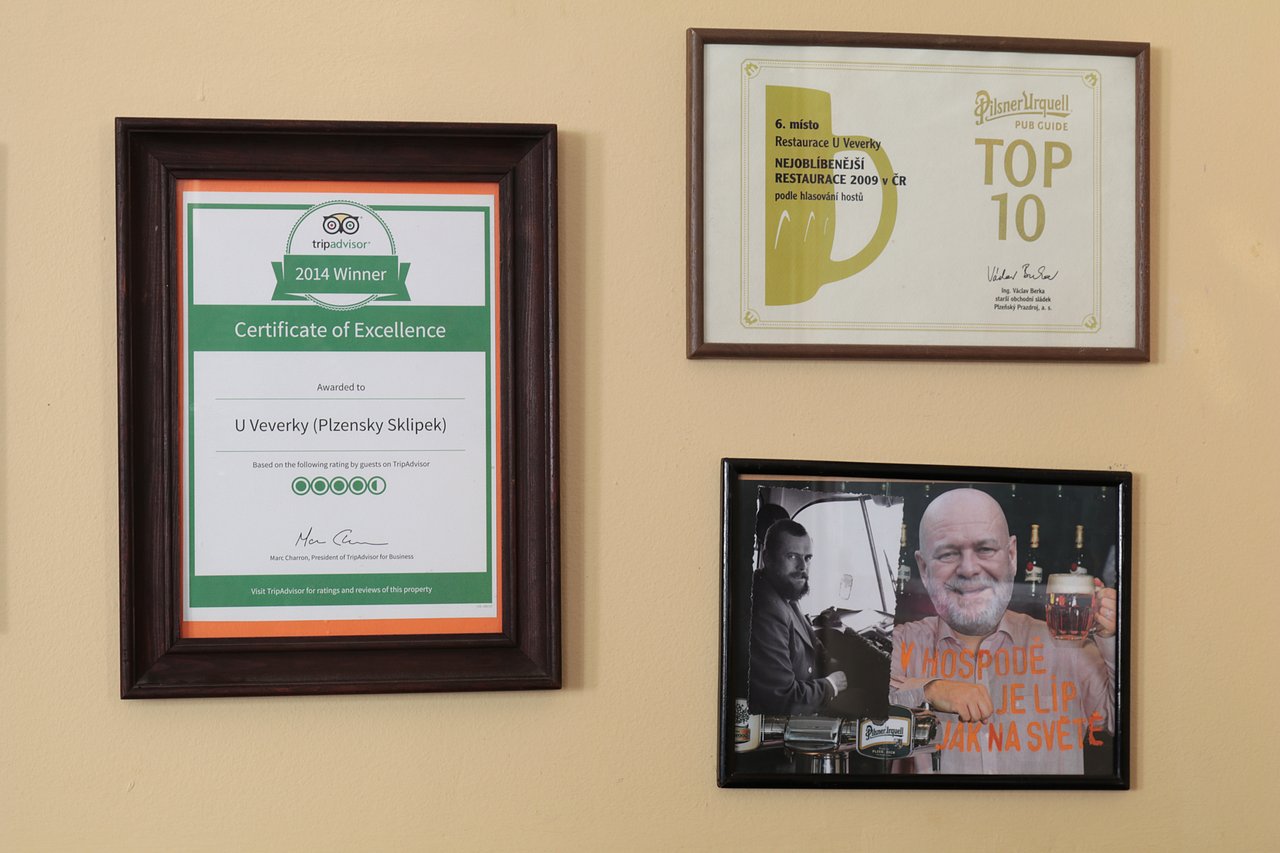 tripadvisor
2014 Winner
Certificate of Excellence
Awarded to
U Veverky (Plzensky Sklipek)
Based on the following rating by guests on TripAdvisor
Marc Charron, President of TripAdvisor for Business
Visit TripAdvisor for ratings and reviews of this property
6. místo
Restaurace U Veverky
NEJOBLÍBENĚJŠÍ
RESTAURACE 2009 v ČR
podle hlasování hostů
Pilsner Urquell
PUB GUIDE
TOP
10
Ing. Václav Berka
starší obchodní sládek
Plzeňský Prazdroj, a. s.
V HOSPODĚ
JE LÍP
JAK NA SVĚTĚ
Pilsner Urquell